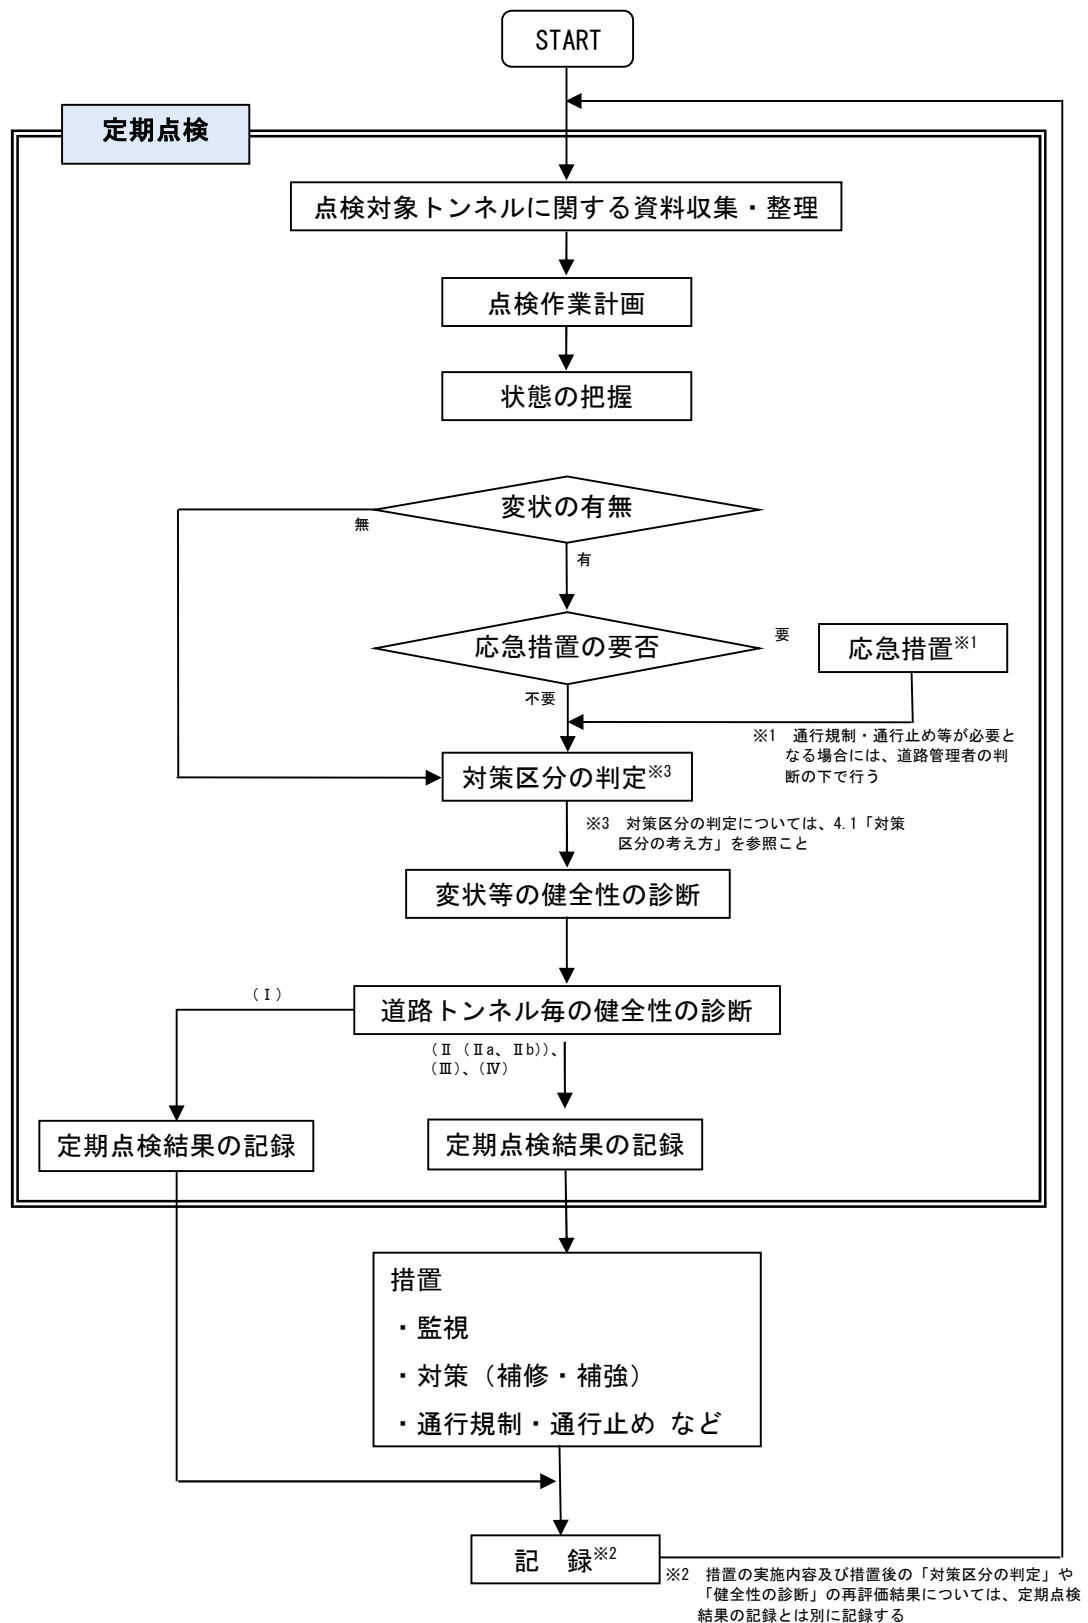 START
定期点検
点検対象トンネルに関する資料収集・整理
点検作業計画
状態の把握
変状の有無
無
有
応急措置の要否
要
応急措置※1
不要
※1 通行規制・通行止め等が必要と
なる場合には、道路管理者の判
断の下で行う
対策区分の判定※3
※3 対策区分の判定については、4.1「対策
区分の考え方」を参照こと
変状等の健全性の診断
道路トンネル毎の健全性の診断
(Ⅰ)
(Ⅱ(Ⅱa、Ⅱb))、
(Ⅲ)、(Ⅳ)
定期点検結果の記録
定期点検結果の記録
措置
・監視
・対策（補修・補強）
・通行規制・通行止め など
記 録※2
※2 措置の実施内容及び措置後の「対策区分の判定」や
「健全性の診断」の再評価結果については、定期点検
結果の記録とは別に記録する